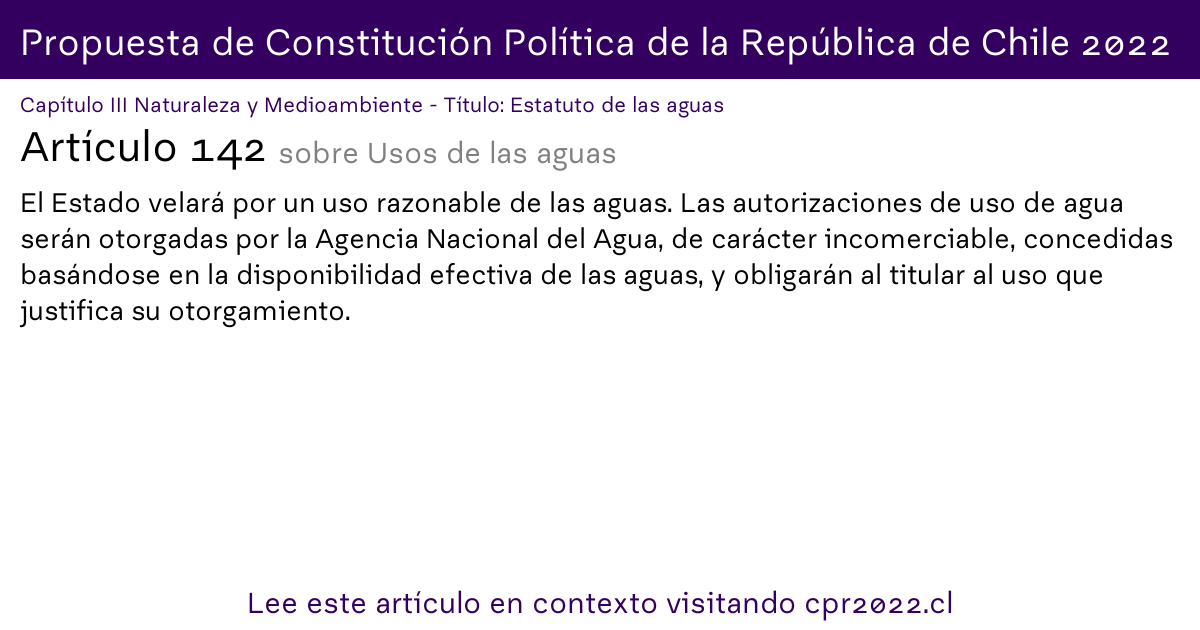 Propuesta de Constitución Política de la República de Chile 2022
Capítulo III Naturaleza y Medioambiente - Título: Estatuto de las aguas
Artículo 142 sobre Usos de las aguas
El Estado velará por un uso razonable de las aguas. Las autorizaciones de uso de agua
serán otorgadas por la Agencia Nacional del Agua, de carácter incomerciable, concedidas
basándose en la disponibilidad efectiva de las aguas, y obligarán al titular al uso que
justifica su otorgamiento.
Lee este artículo en contexto visitando cpr2022.cl